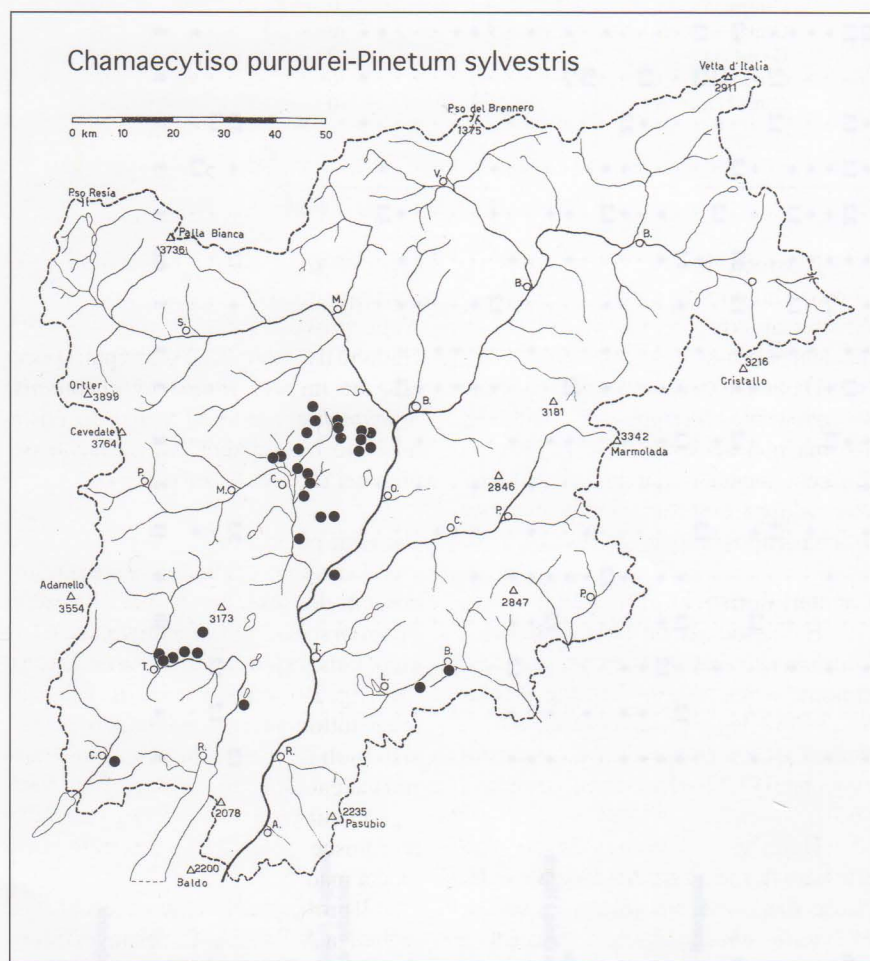 Chamaecytiso purpurei-Pinetum sylvestris
Vetta d'Italia
2911
P.so del Brennero
1375
0 10 20 30 40 50
km
V.
P.so Resia
Palla Bianca
3736
B.
B.
M.
S.
3216
Cristallo
Ortler
3899
3181
B.
Cevedale
3764
3342
Marmolada
P.
M.
C.
O.
2846
C.
P.
Adamello
3554
3173
2847
P.
T.
T.
B.
L.
C.
R.
R.
2078
A.
2235
Pasubio
2200
Baldo